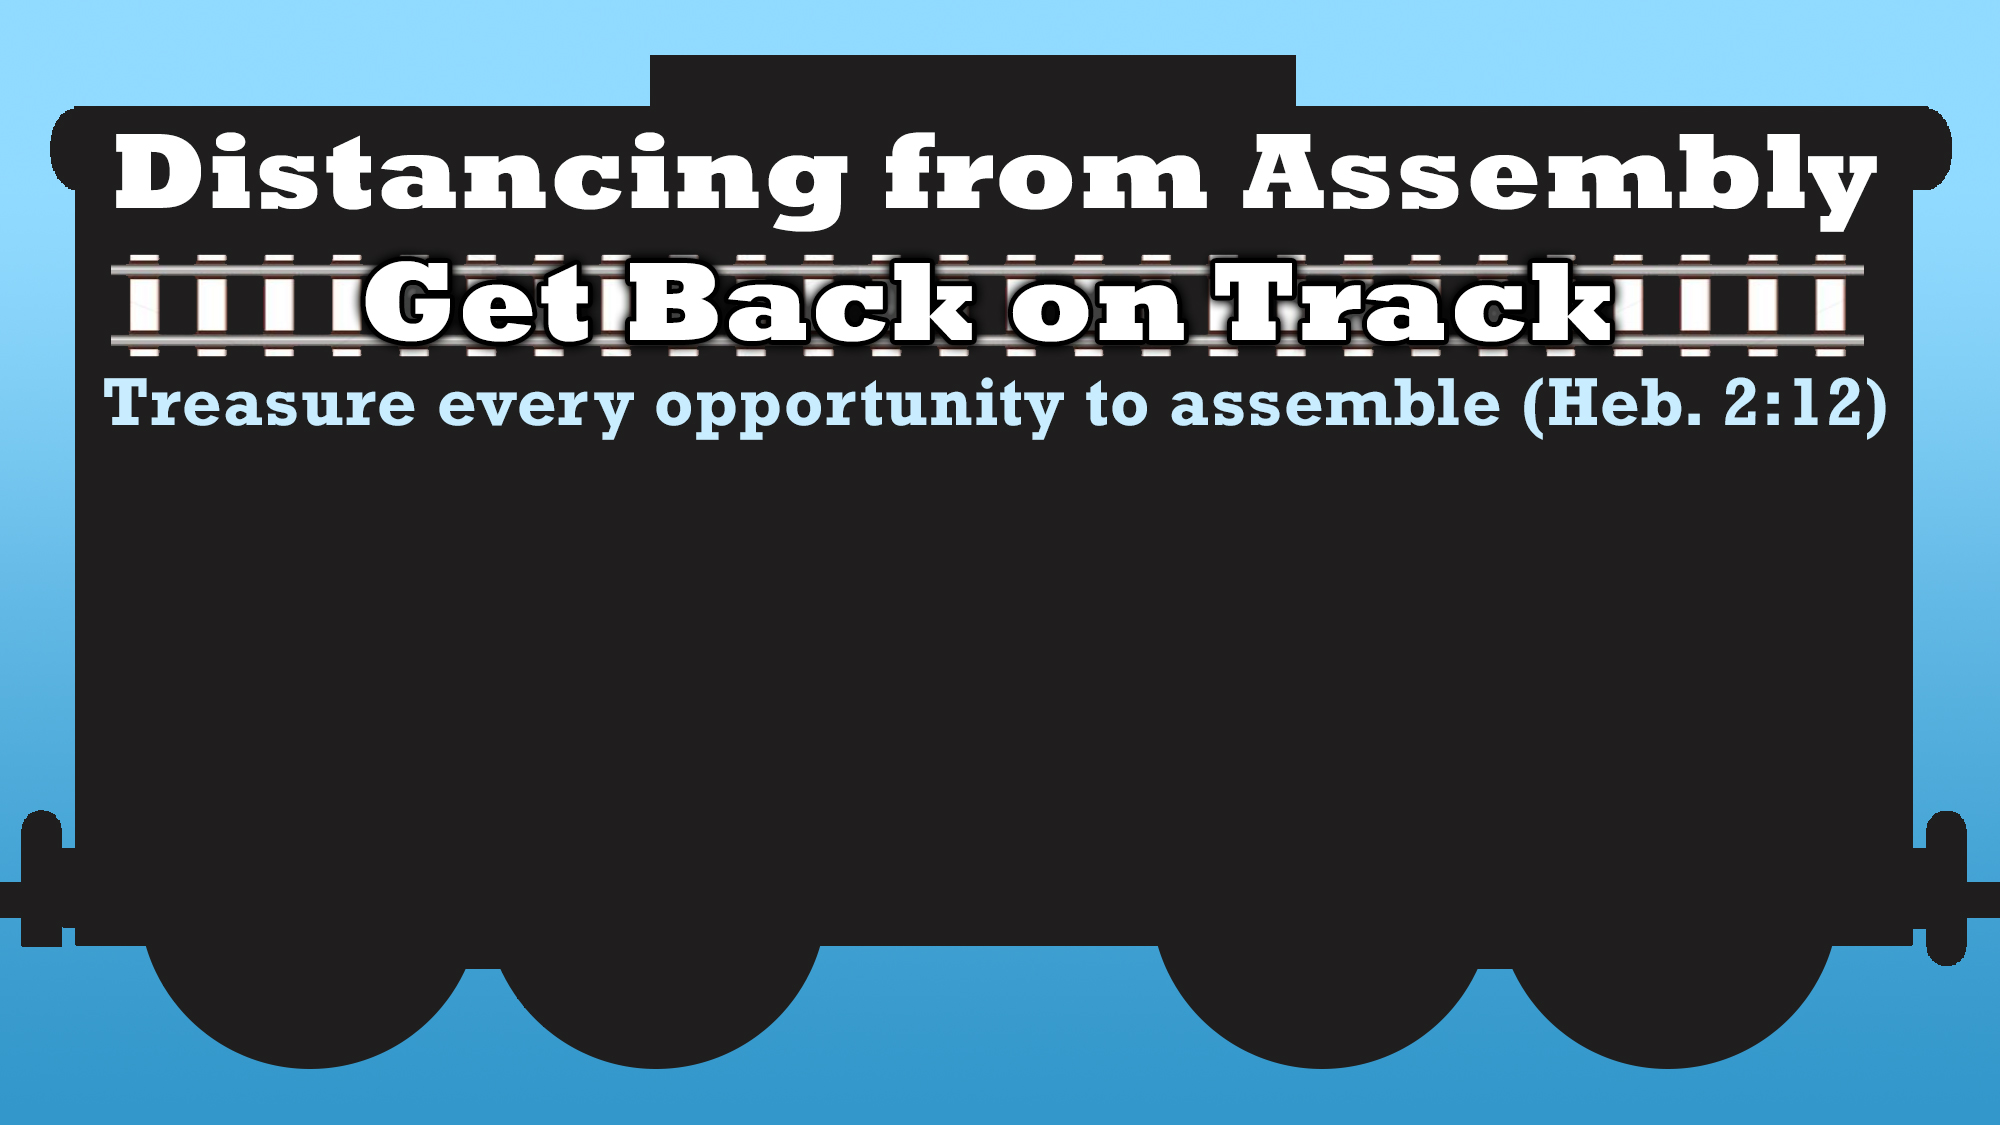 Distancing from Assembly
Get Back on Track
Treasure every opportunity to assemble (Heb. 2:12)